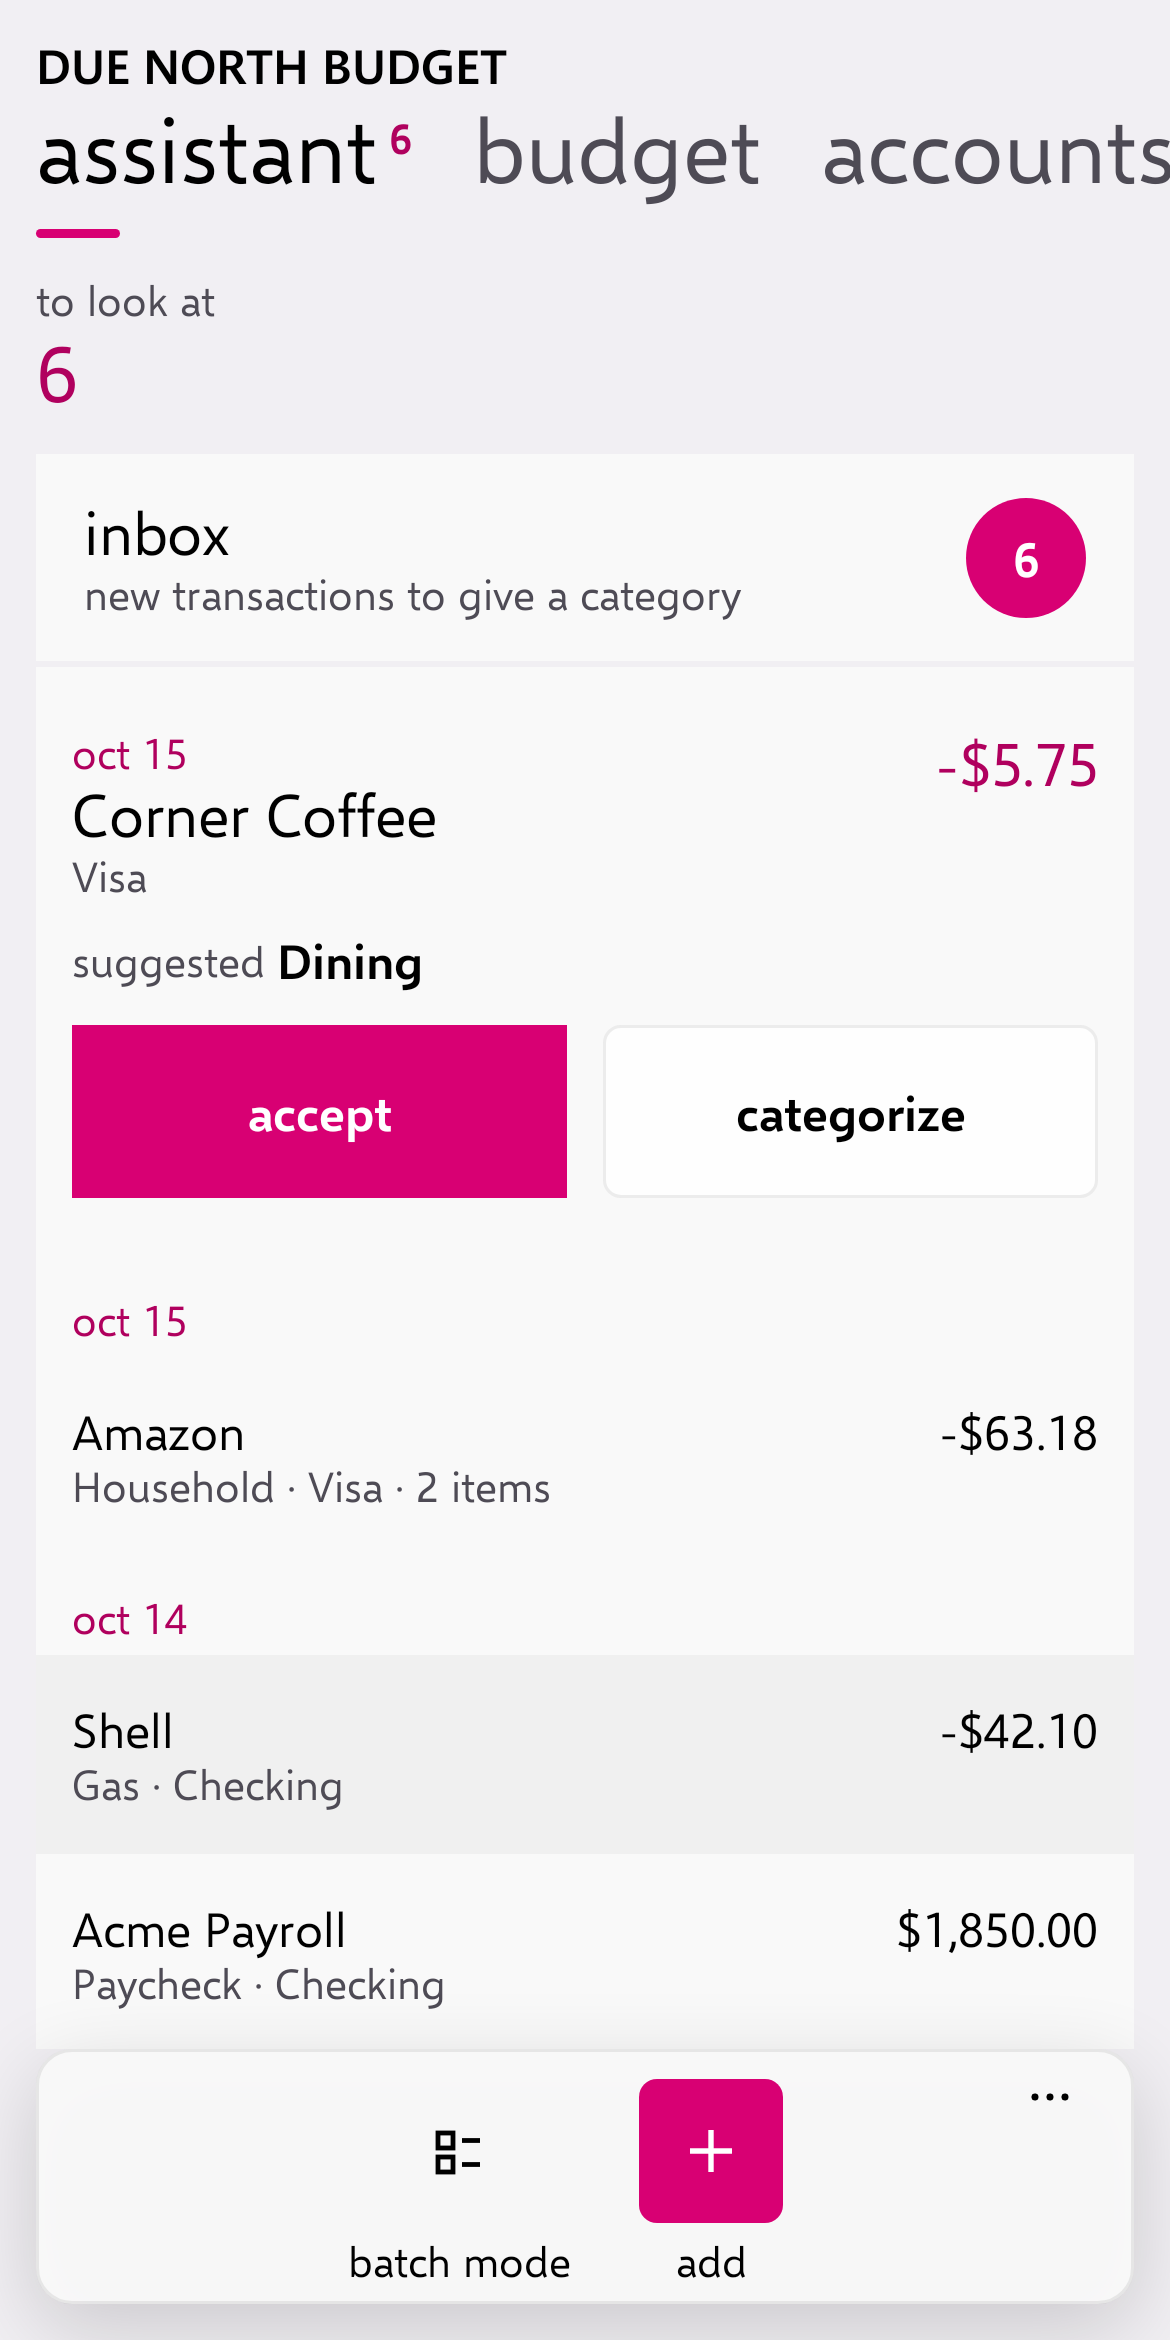 DUE NORTH BUDGET
assistant 6 budget accounts
to look at
6
inbox
new transactions to give a category
6
oct 15
-$5.75
Corner Coffee
Visa
suggested Dining
accept
categorize
oct 15
Amazon
-$63.18
Household · Visa · 2 items
oct 14
Shell
-$42.10
Gas · Checking
Acme Payroll
$1,850.00
Paycheck · Checking
batch mode
add